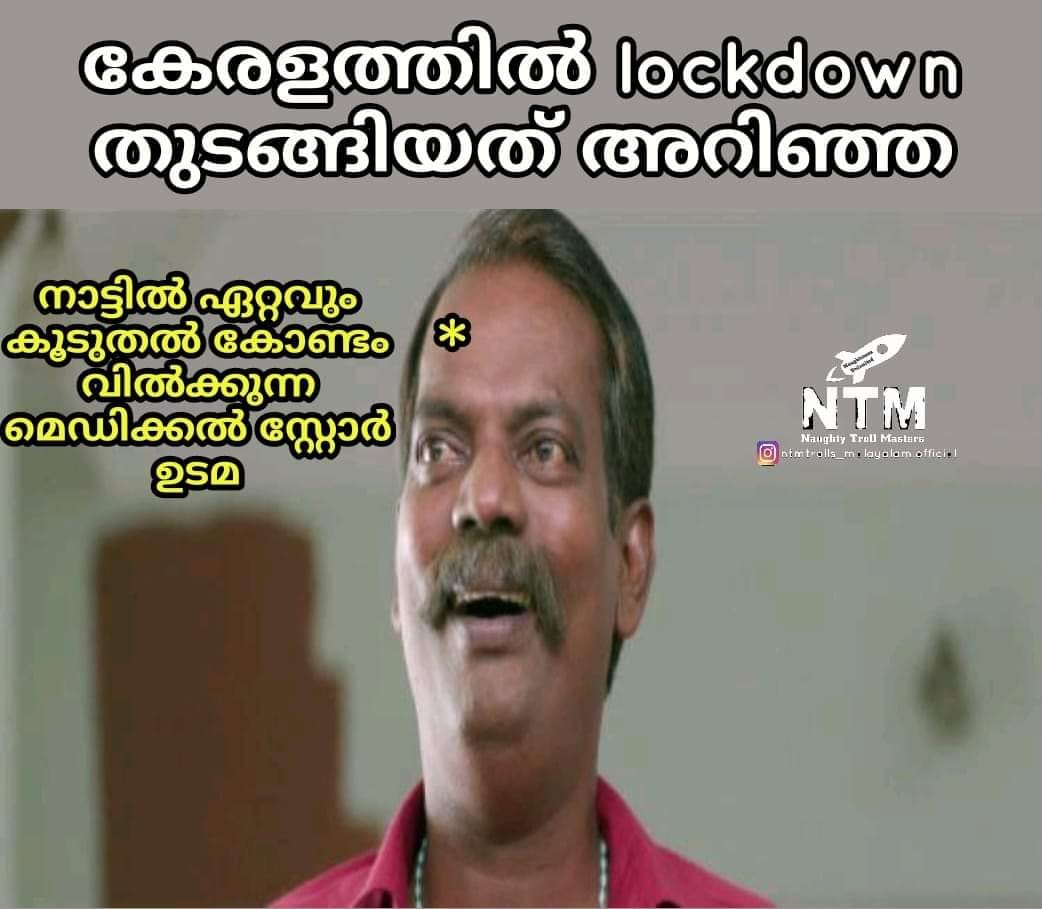 കേരളത്തിൽ lockdown
തുടങ്ങിയത് അറിഞ്ഞ
നാട്ടിൽ ഏറ്റവും
കൂടുതൽ കോണ്ടം *
വിൽക്കുന്ന
മെഡിക്കൽ സ്റ്റോർ
ഉടമ
NTM
Naughty Troll Masters